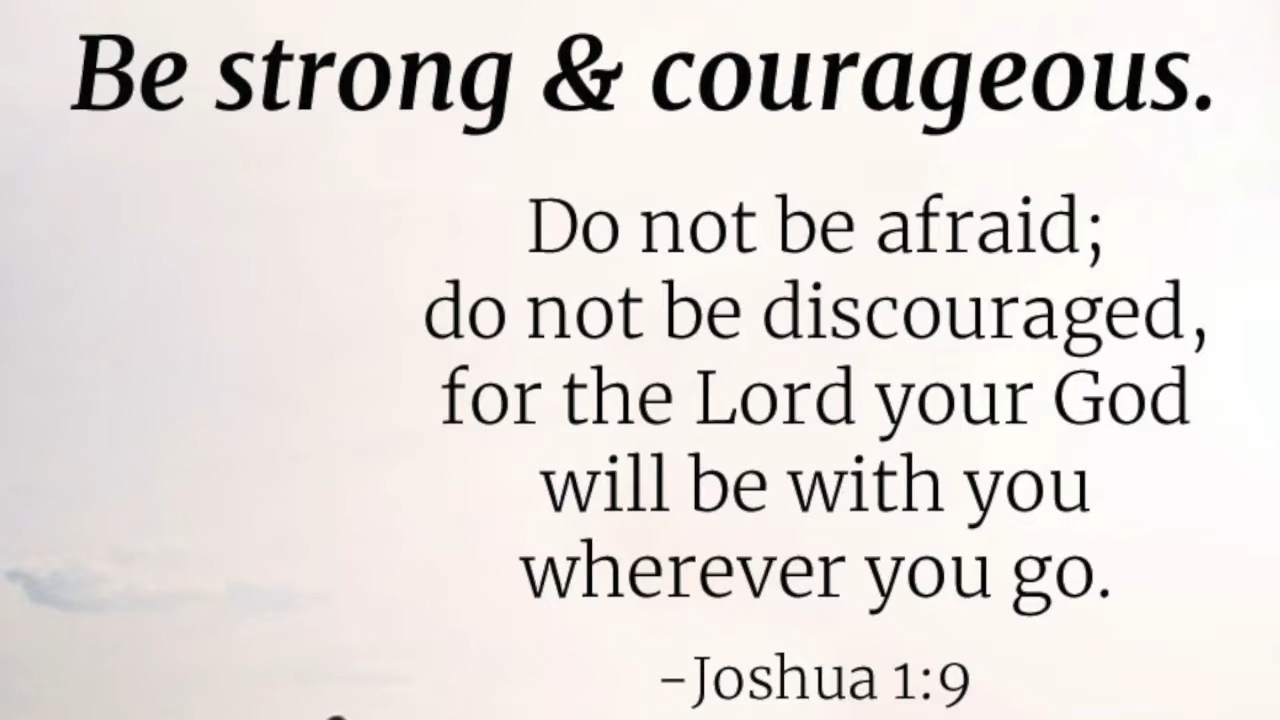 Be strong & courageous.
Do not be afraid;
do not be discouraged,
for the Lord your God
will be with you
wherever you go.
-Joshua 1:9